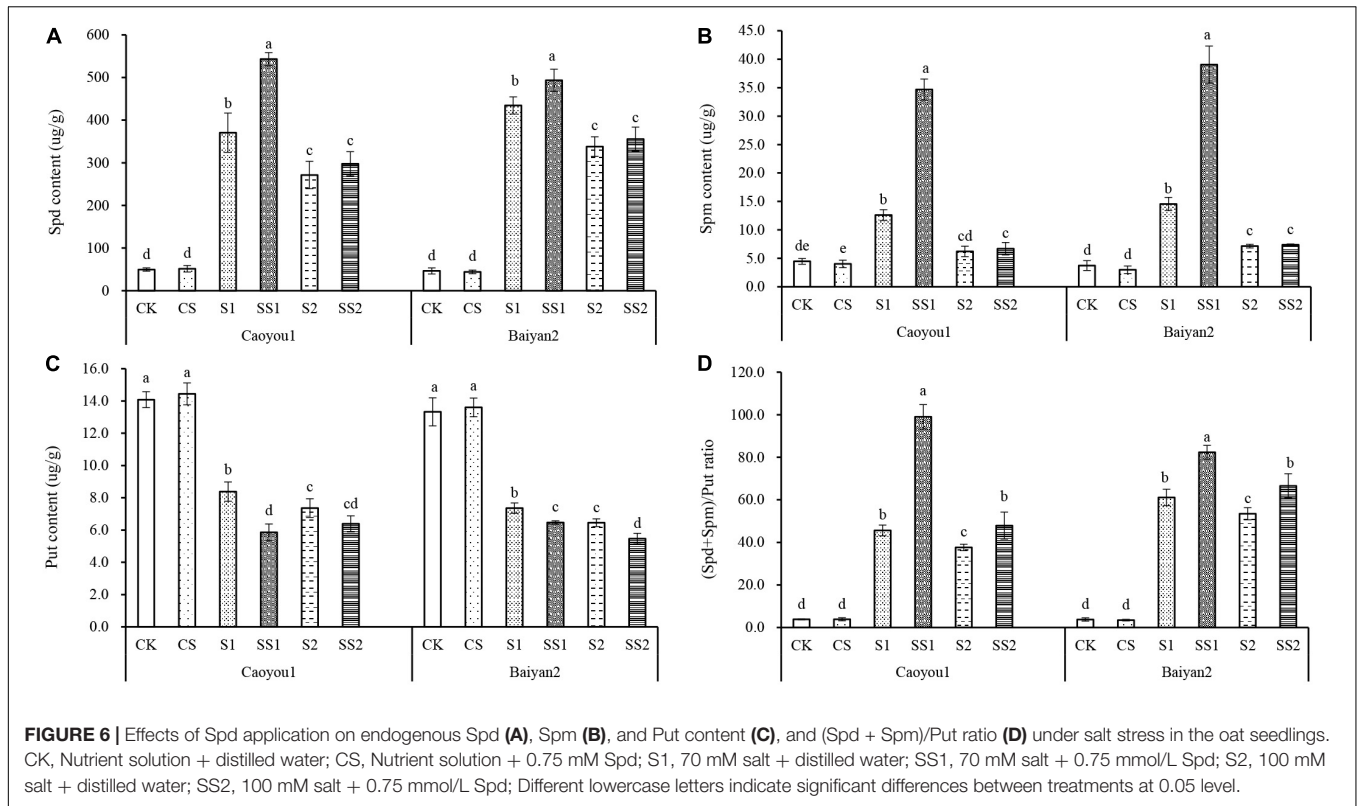 A
Spd content (ug/g)
600
500
400
300
200
100
0
d d b a c c d d b a c c
CK CS S1 SS1 S2 SS2 CK CS S1 SS1 S2 SS2
Caoyou1 Baiyan2
B
Spm content (ug/g)
45.0
40.0
35.0
30.0
25.0
20.0
15.0
10.0
5.0
0.0
de e b a cd c d d b a c c
CK CS S1 SS1 S2 SS2 CK CS S1 SS1 S2 SS2
Caoyou1 Baiyan2
C
Put content (ug/g)
16.0
14.0
12.0
10.0
8.0
6.0
4.0
2.0
0.0
a a b d c cd a a b c c d
CK CS S1 SS1 S2 SS2 CK CS S1 SS1 S2 SS2
Caoyou1 Baiyan2
D
(Spd+Spm)/Put ratio
120.0
100.0
80.0
60.0
40.0
20.0
0.0
d d b a c b d d b a c b
CK CS S1 SS1 S2 SS2 CK CS S1 SS1 S2 SS2
Caoyou1 Baiyan2
FIGURE 6 | Effects of Spd application on endogenous Spd (A), Spm (B), and Put content (C), and (Spd + Spm)/Put ratio (D) under salt stress in the oat seedlings.
CK, Nutrient solution + distilled water; CS, Nutrient solution + 0.75 mM Spd; S1, 70 mM salt + distilled water; SS1, 70 mM salt + 0.75 mmol/L Spd; S2, 100 mM
salt + distilled water; SS2, 100 mM salt + 0.75 mmol/L Spd; Different lowercase letters indicate significant differences between treatments at 0.05 level.